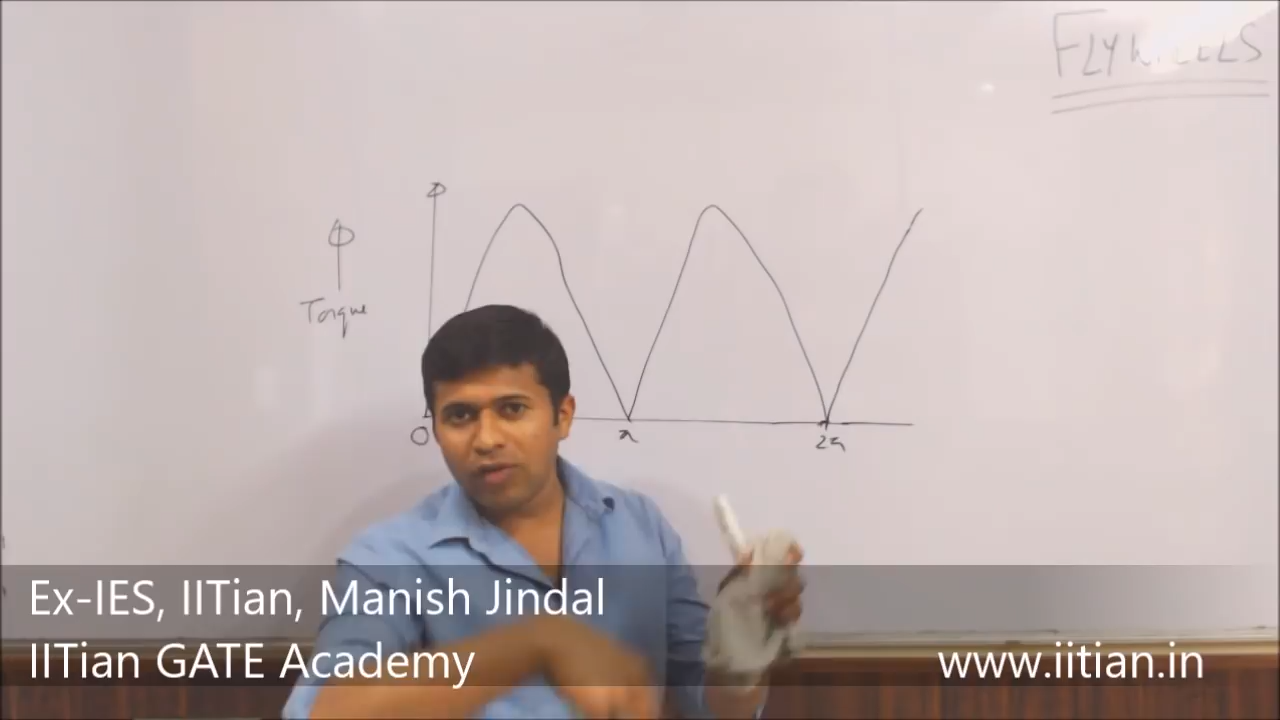 FLYWHEELS
Torque
0
π
2π
Ex-IES, IITian, Manish Jindal
IITian GATE Academy
www.iitian.in